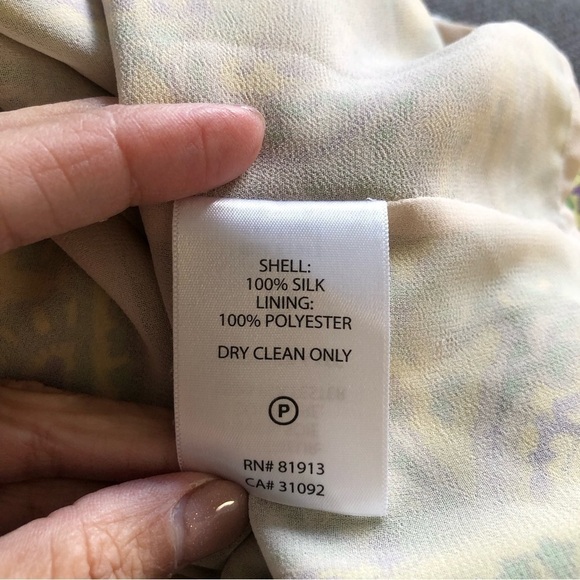 SHELL:
100% SILK
LINING:
100% POLYESTER
DRY CLEAN ONLY
P
RN# 81913
CA# 31092